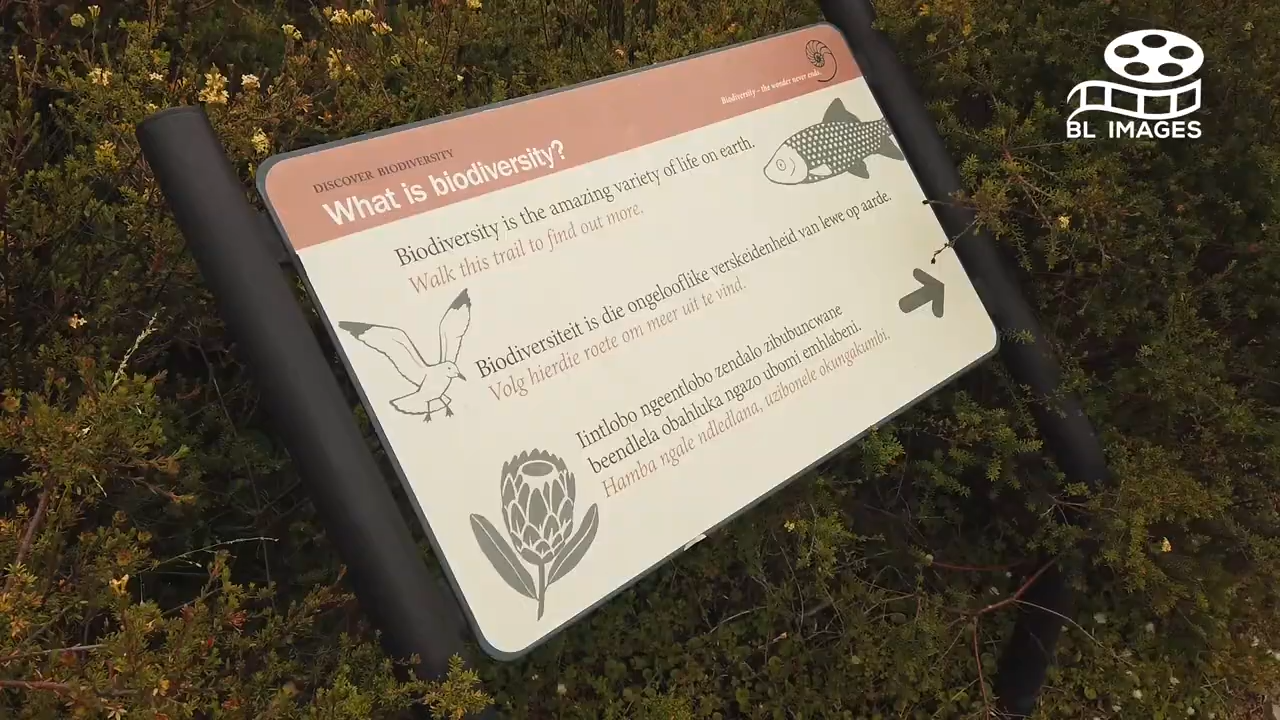 Biodiversity - the wonder never ends.
DISCOVER BIODIVERSITY
What is biodiversity?
Biodiversity is the amazing variety of life on earth.
Walk this trail to find out more.
Biodiversiteit is die ongelooflike verskeidenheid van lewe op aarde.
Volg hierdie roete om meer uit te vind.
Iintlobo ngeentlobo zendalo zibubuncwane
beendlela obahluka ngazo ubomi emhlabeni.
Hamba ngale ndledlana, uzibonele okungakumbi.
BL IMAGES